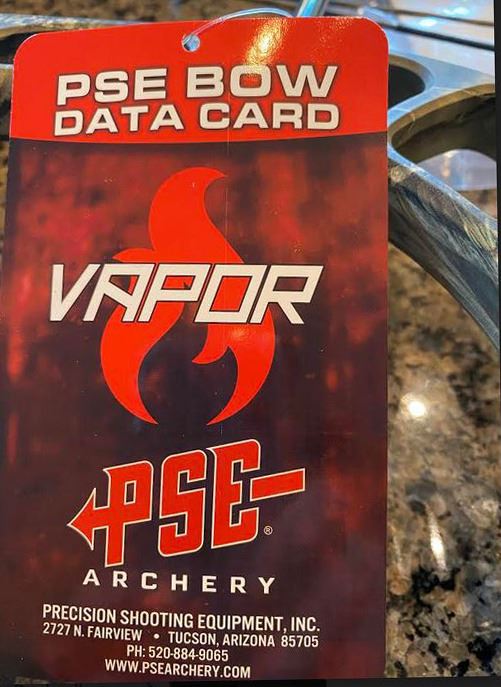 PSE BOW
DATA CARD
VAPOR
PSE®
ARCHERY
PRECISION SHOOTING EQUIPMENT, INC.
2727 N. FAIRVIEW • TUCSON, ARIZONA 85705
PH: 520-884-9065
WWW.PSEARCHERY.COM